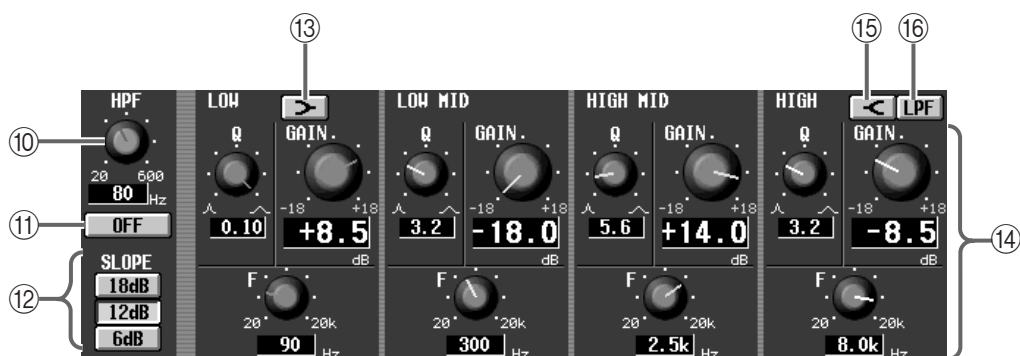 ⑬ ⑮ ⑯
HPF LOW LOW MID HIGH MID HIGH LPF
⑩ Q GAIN. Q GAIN. Q GAIN. Q GAIN.
20 600 -18 +18 -18 +18 -18 +18 -18 +18
80 Hz 0.10 +8.5 dB 3.2 -18.0 dB 5.6 +14.0 dB 3.2 -8.5 dB
⑪ OFF ⑭
SLOPE F F F F
⑫ 18dB
12dB 20 20k 20 20k 20 20k 20 20k
6dB 90 Hz 300 Hz 2.5k Hz 8.0k Hz